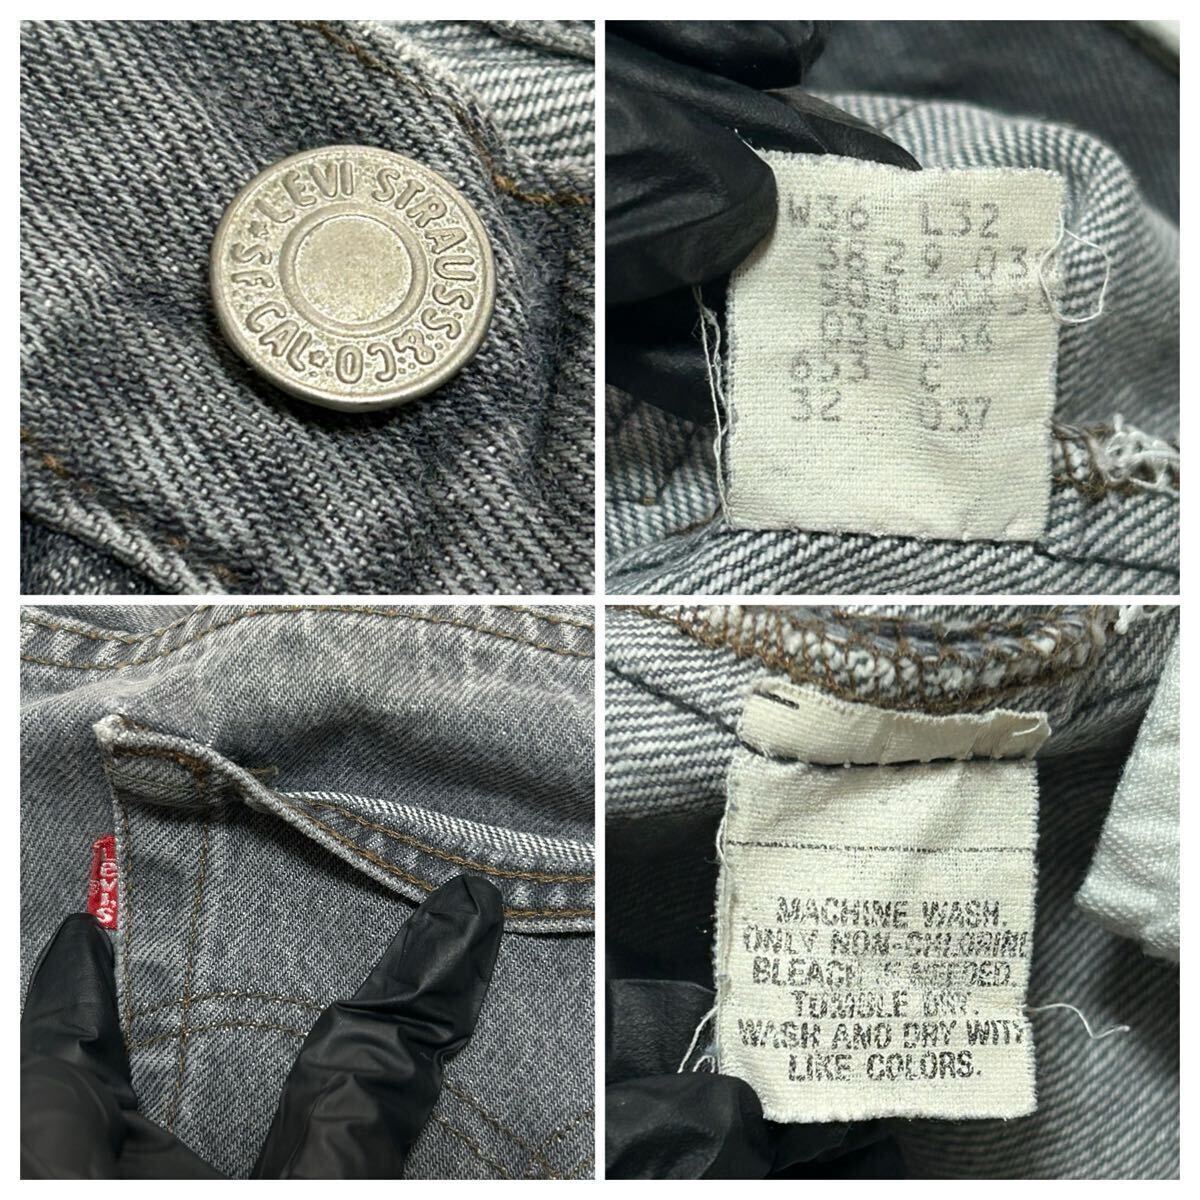 LEVI STRAUSS & CO
S.F. CAL
W36 L32
653 C
32 037
LEVI'S
MACHINE WASH.
ONLY NON-CHLORINE
BLEACH IF NEEDED.
TUMBLE DRY.
WASH AND DRY WITH
LIKE COLORS.